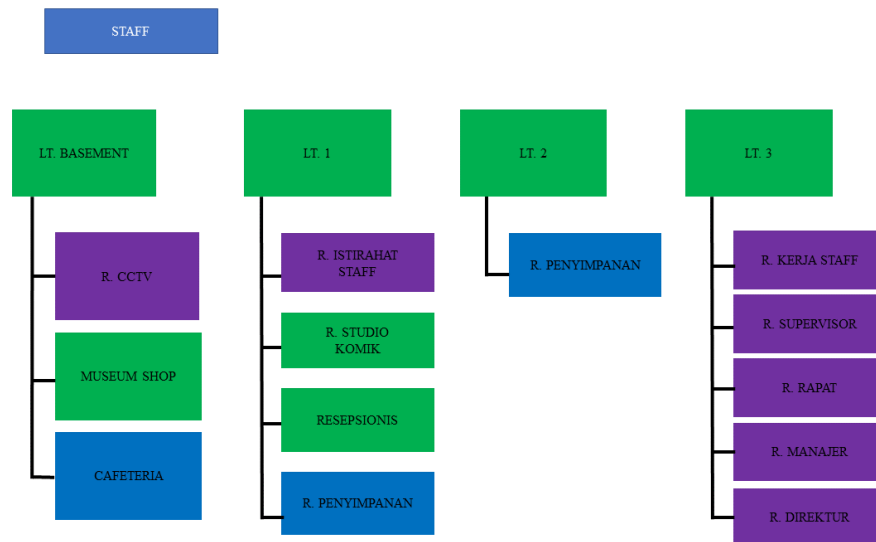 STAFF
LT. BASEMENT
R. CCTV
MUSEUM SHOP
CAFETERIA
LT. 1
R. ISTIRAHAT
STAFF
R. STUDIO
KOMIK
RESEPSIONIS
R. PENYIMPANAN
LT. 2
R. PENYIMPANAN
LT. 3
R. KERJA STAFF
R. SUPERVISOR
R. RAPAT
R. MANAJER
R. DIREKTUR